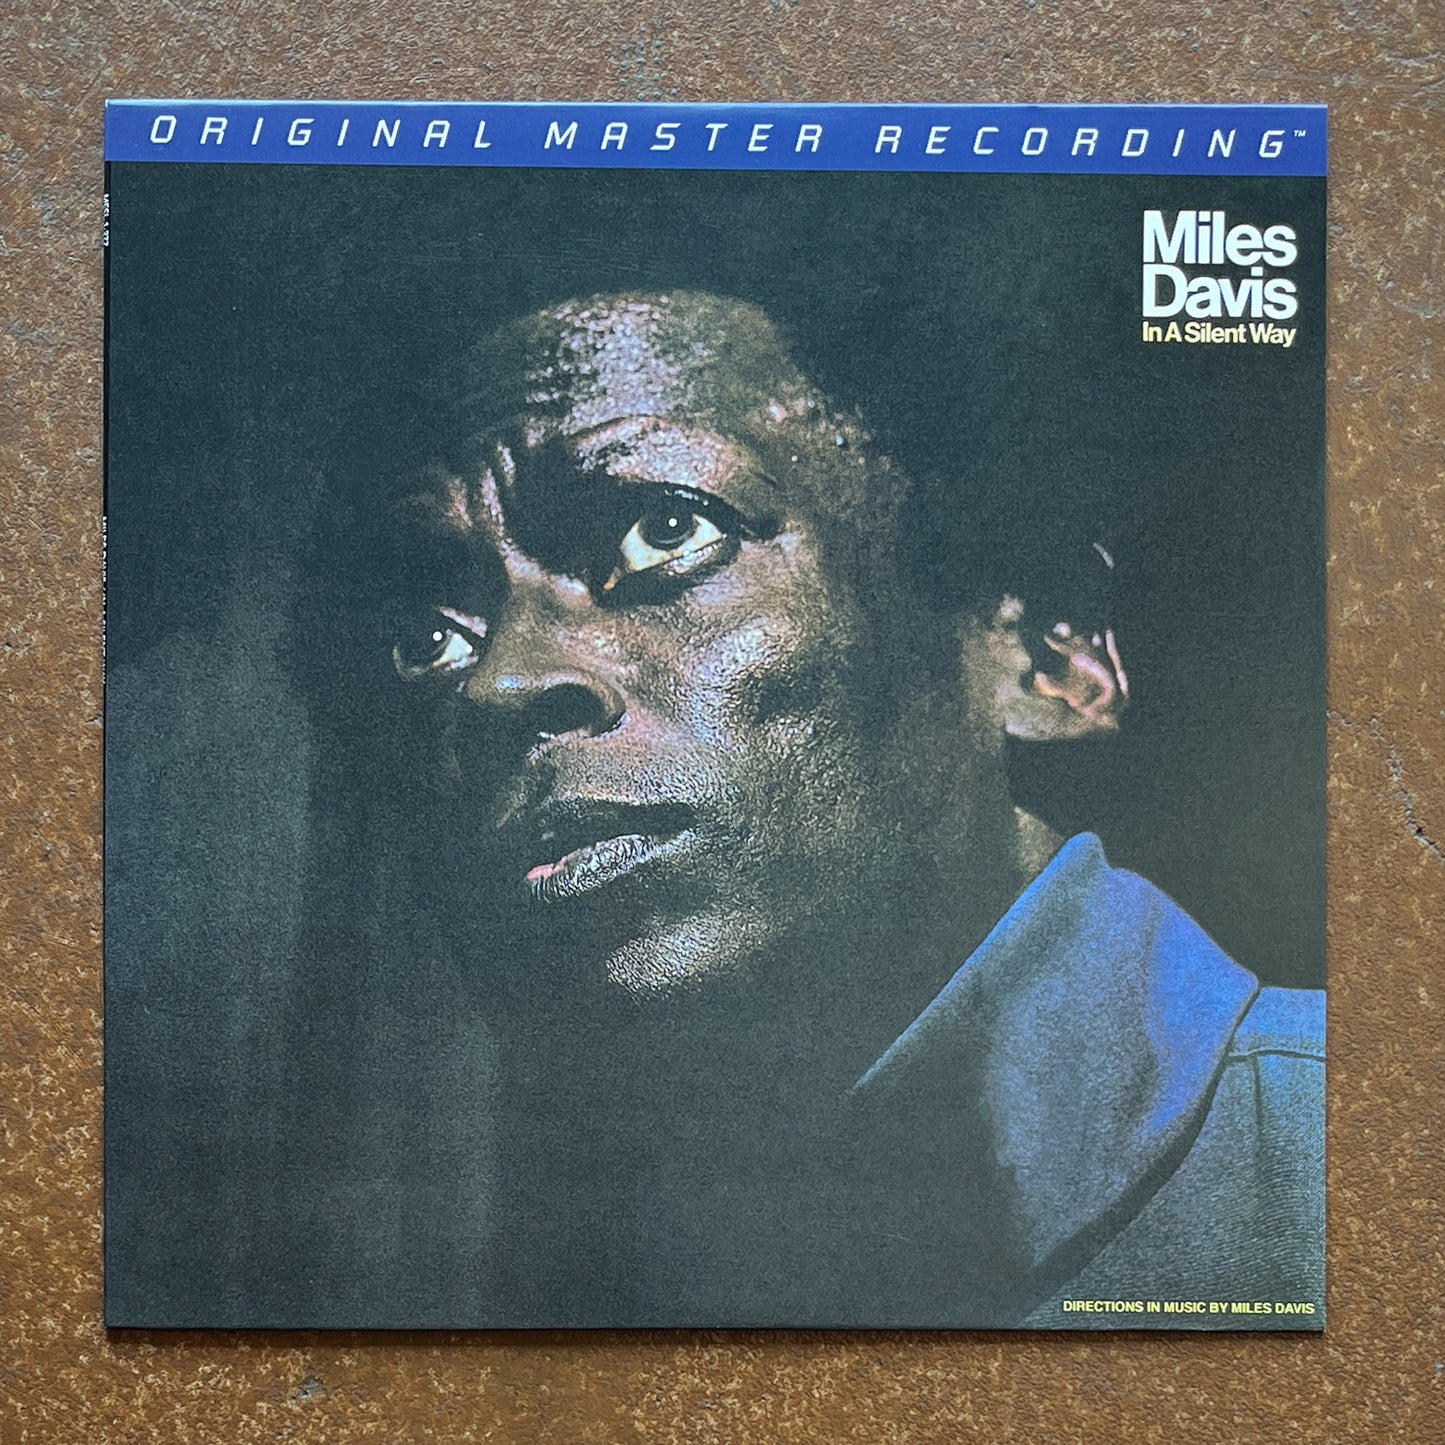 ORIGINAL MASTER RECORDING™
Miles
Davis
In A Silent Way
DIRECTIONS IN MUSIC BY MILES DAVIS